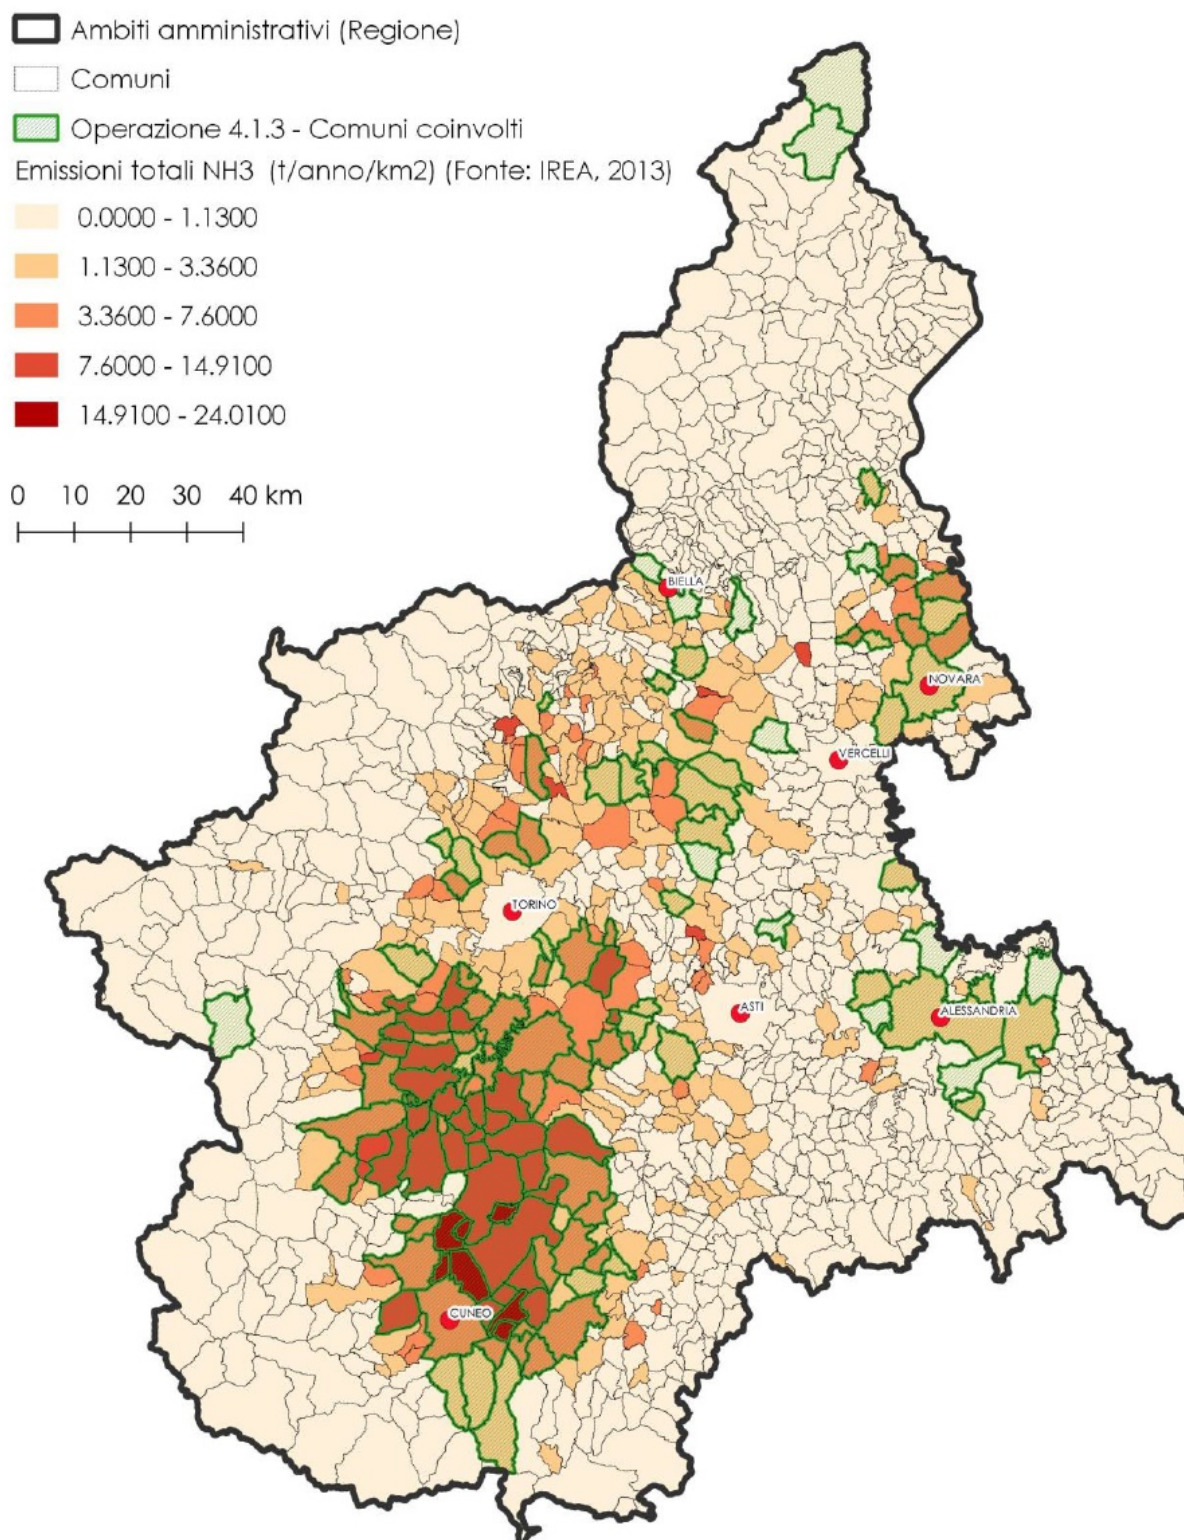 Ambiti amministrativi (Regione)
Comuni
Operazione 4.1.3 - Comuni coinvolti
Emissioni totali NH3 (t/anno/km2) (Fonte: IREA, 2013)
0.0000 - 1.1300
1.1300 - 3.3600
3.3600 - 7.6000
7.6000 - 14.9100
14.9100 - 24.0100
0 10 20 30 40 km
BIELLA
NOVARA
VERCELLI
TORINO
ASTI
ALESSANDRIA
CUNEO